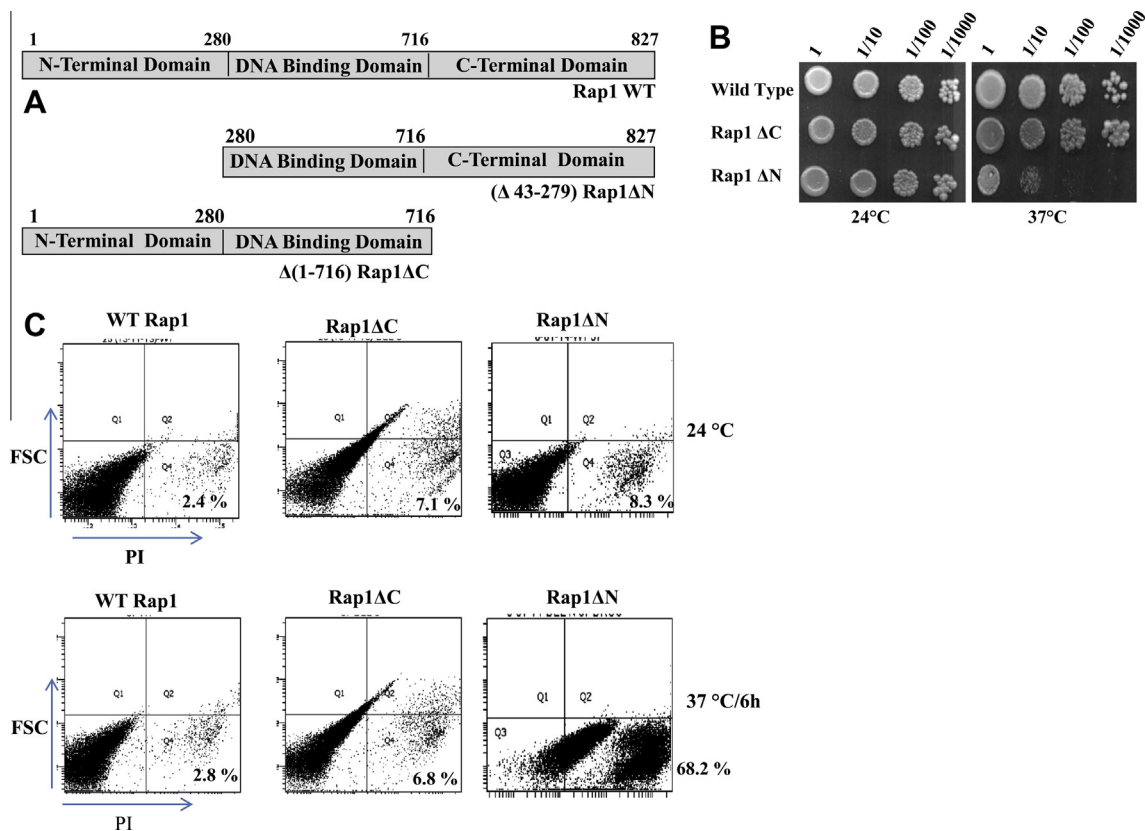 1 280 716 827
N-Terminal Domain DNA Binding Domain C-Terminal Domain
Rap1 WT
A
280 716 827
DNA Binding Domain C-Terminal Domain
(Δ 43-279) Rap1ΔN
1 280 716
N-Terminal Domain DNA Binding Domain
Δ(1-716) Rap1ΔC
B
1 1/10 1/100 1/1000 1 1/10 1/100 1/1000
Wild Type
Rap1 ΔC
Rap1 ΔN
24°C 37°C
C
WT Rap1 Rap1ΔC Rap1ΔN
Q1 Q2 Q1 Q2 Q1 Q2
24 °C
FSC
Q4 Q4 Q3 Q4
2.4 % 7.1 % 8.3 %
PI
WT Rap1 Rap1ΔC Rap1ΔN
Q1 Q2 Q1 Q2 Q1 Q2
37 °C/6h
FSC
Q4 Q4 Q3
2.8 % 6.8 % 68.2 %
PI